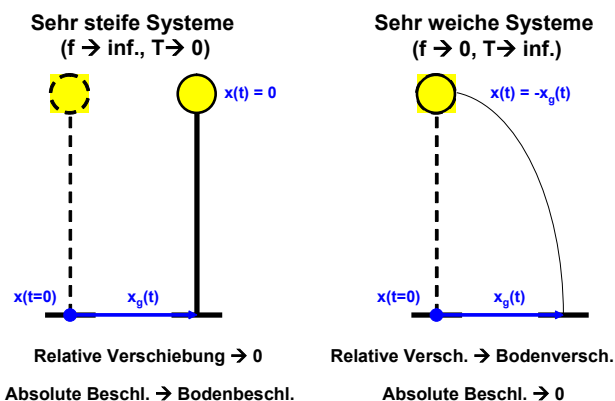 Sehr steife Systeme
(f → inf., T→ 0)
x(t) = 0
x(t=0)
xg(t)
Relative Verschiebung → 0
Absolute Beschl. → Bodenbeschl.
Sehr weiche Systeme
(f → 0, T→ inf.)
x(t) = -xg(t)
x(t=0)
xg(t)
Relative Versch. → Bodenversch.
Absolute Beschl. → 0